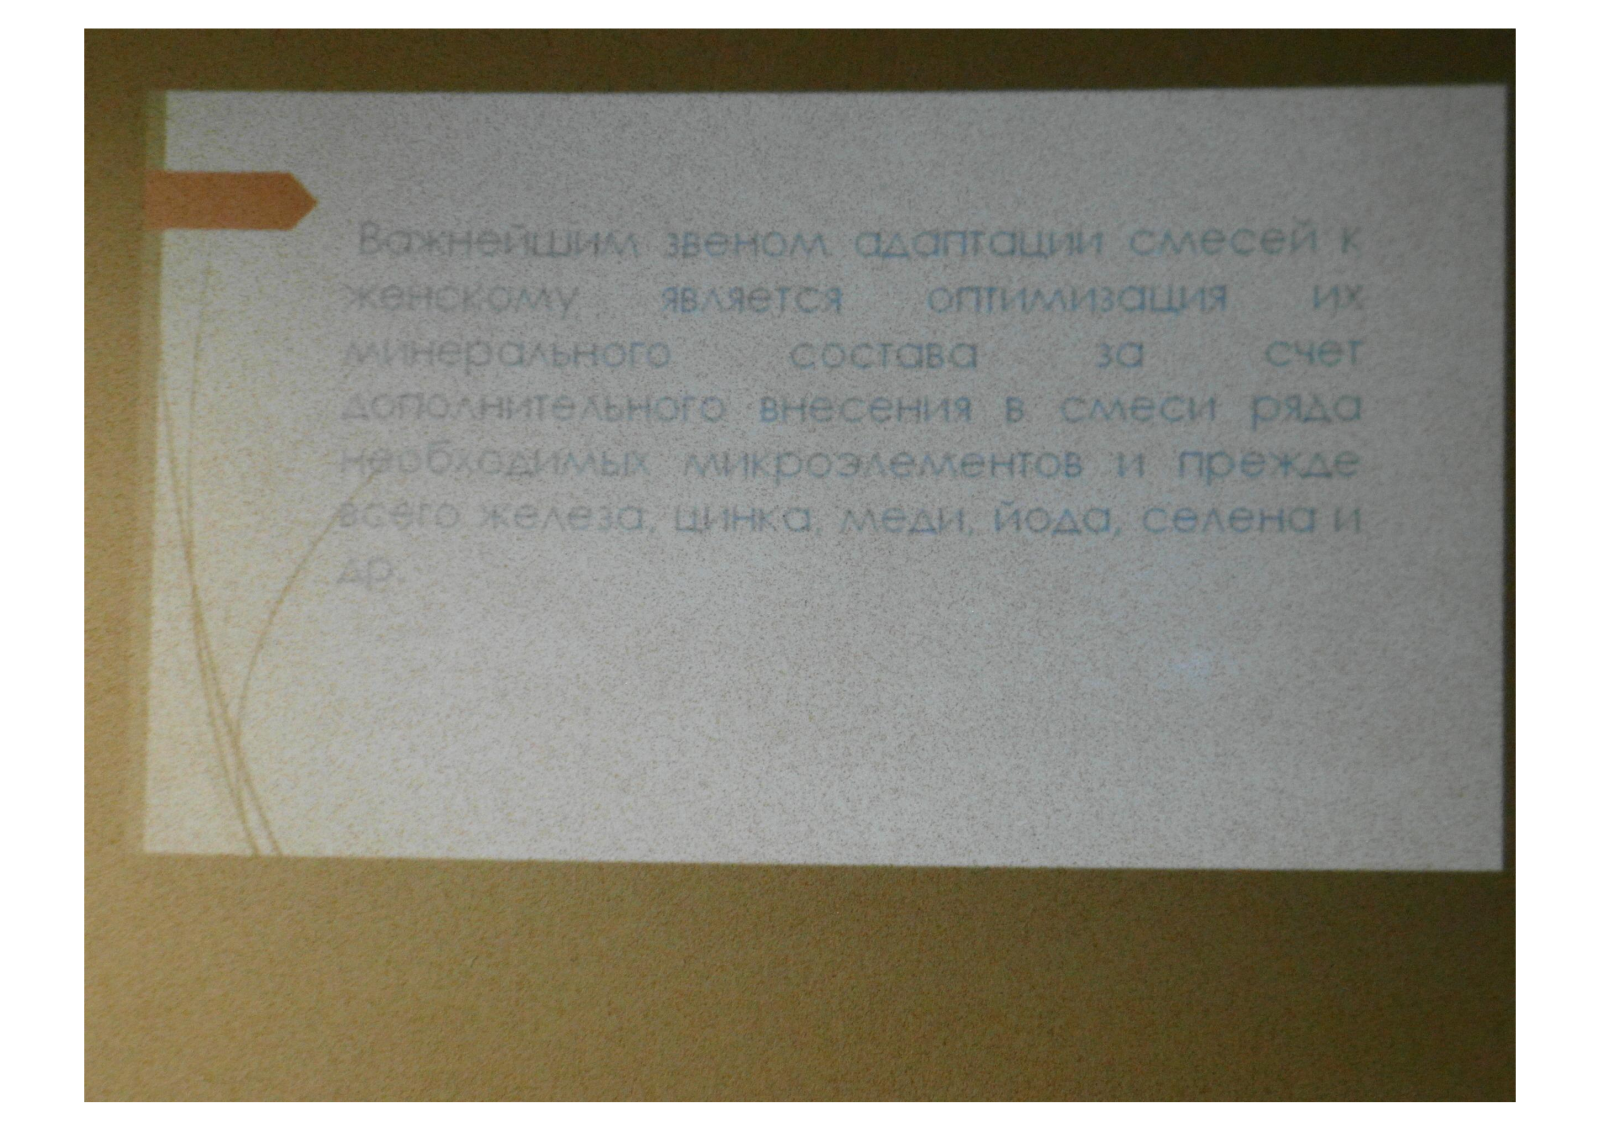 Важнейшим звеном адаптации смесей к
женскому является оптимизация их
минерального состава за счет
дополнительного внесения в смеси ряда
необходимых микроэлементов и прежде
всего железа, цинка, меди, йода, селена и
др.